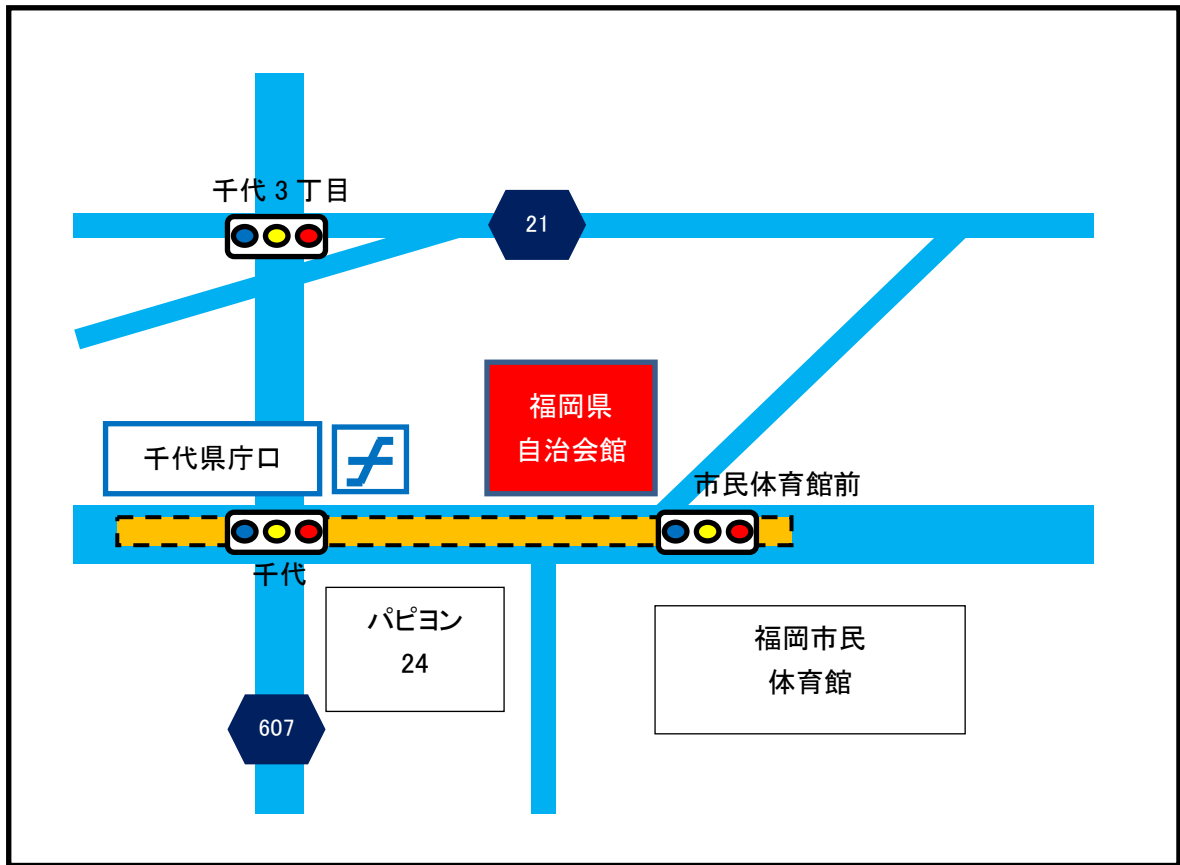 千代3丁目
21
福岡県
自治会館
千代県庁口
市民体育館前
千代
パピヨン
24
福岡市民
体育館
607